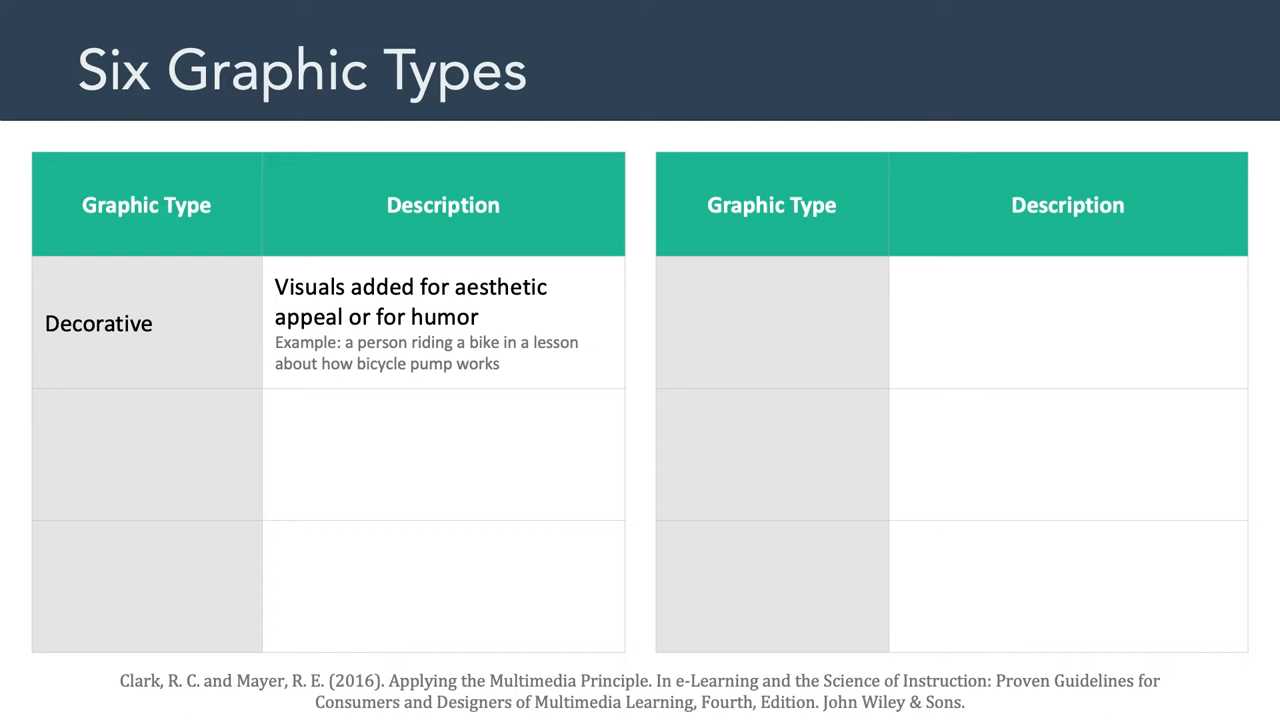 Six Graphic Types
Graphic Type
Description
Decorative
Visuals added for aesthetic
appeal or for humor
Example: a person riding a bike in a lesson
about how bicycle pump works
Graphic Type
Description
Clark, R. C. and Mayer, R. E. (2016). Applying the Multimedia Principle. In e-Learning and the Science of Instruction: Proven Guidelines for
Consumers and Designers of Multimedia Learning, Fourth, Edition. John Wiley & Sons.